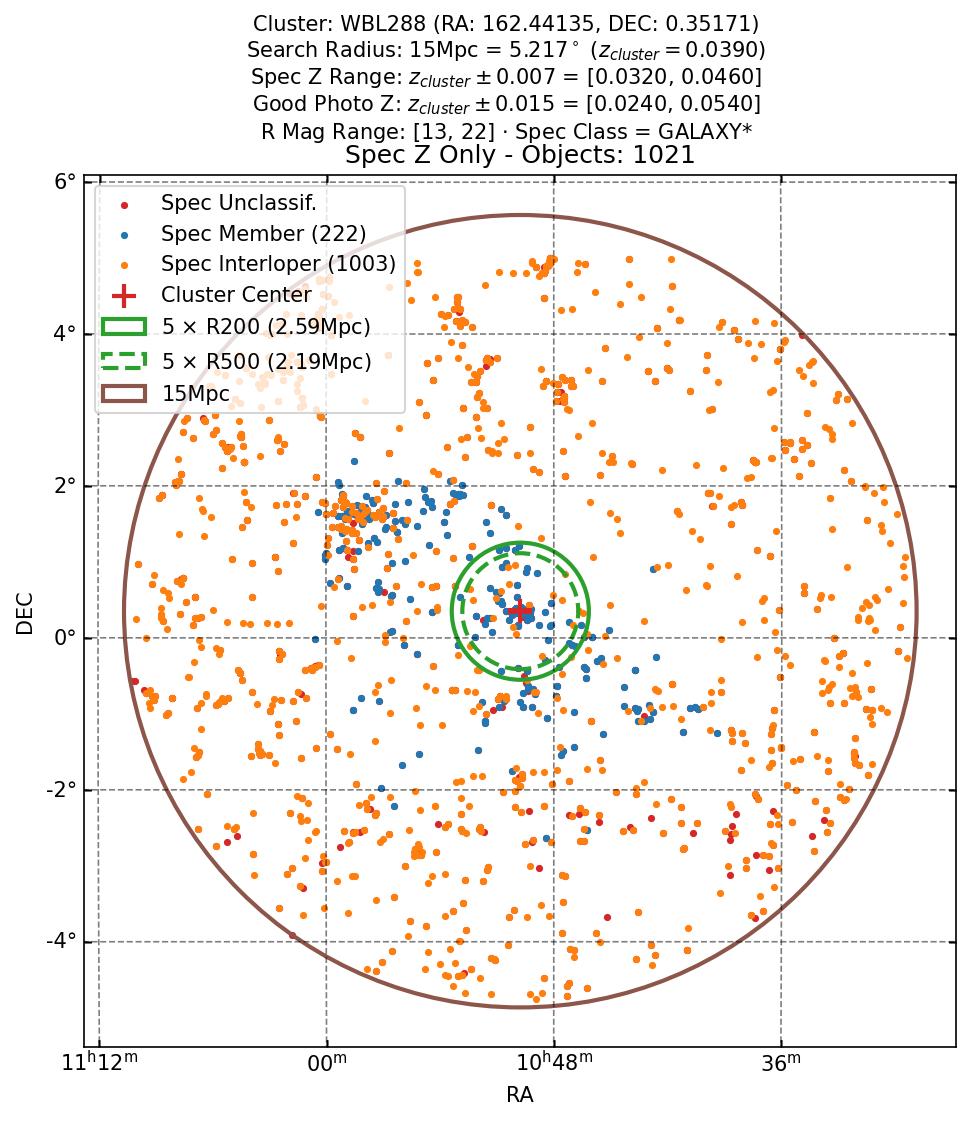 Cluster: WBL288 (RA: 162.44135, DEC: 0.35171)
Search Radius: 15Mpc = 5.217° (z_cluster = 0.0390)
Spec Z Range: z_cluster ± 0.007 = [0.0320, 0.0460]
Good Photo Z: z_cluster ± 0.015 = [0.0240, 0.0540]
R Mag Range: [13, 22] · Spec Class = GALAXY*
Spec Z Only - Objects: 1021
Spec Unclassif.
Spec Member (222)
Spec Interloper (1003)
Cluster Center
5 × R200 (2.59Mpc)
5 × R500 (2.19Mpc)
15Mpc
6°
4°
2°
0°
-2°
-4°
DEC
11h12m 00m 10h48m 36m
RA